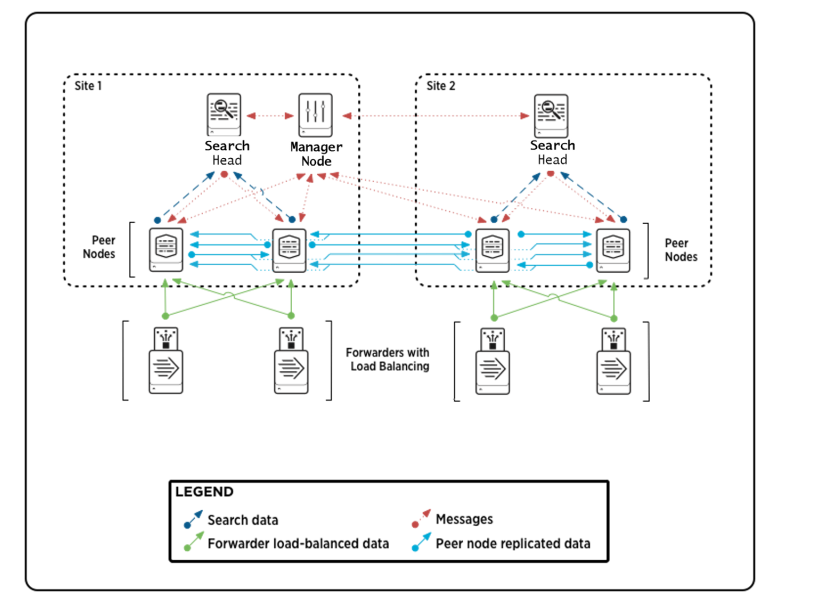 Site 1
Site 2
Search
Head
Manager
Node
Search
Head
Peer
Nodes
Peer
Nodes
Forwarders with
Load Balancing
LEGEND
Search data
Messages
Forwarder load-balanced data
Peer node replicated data